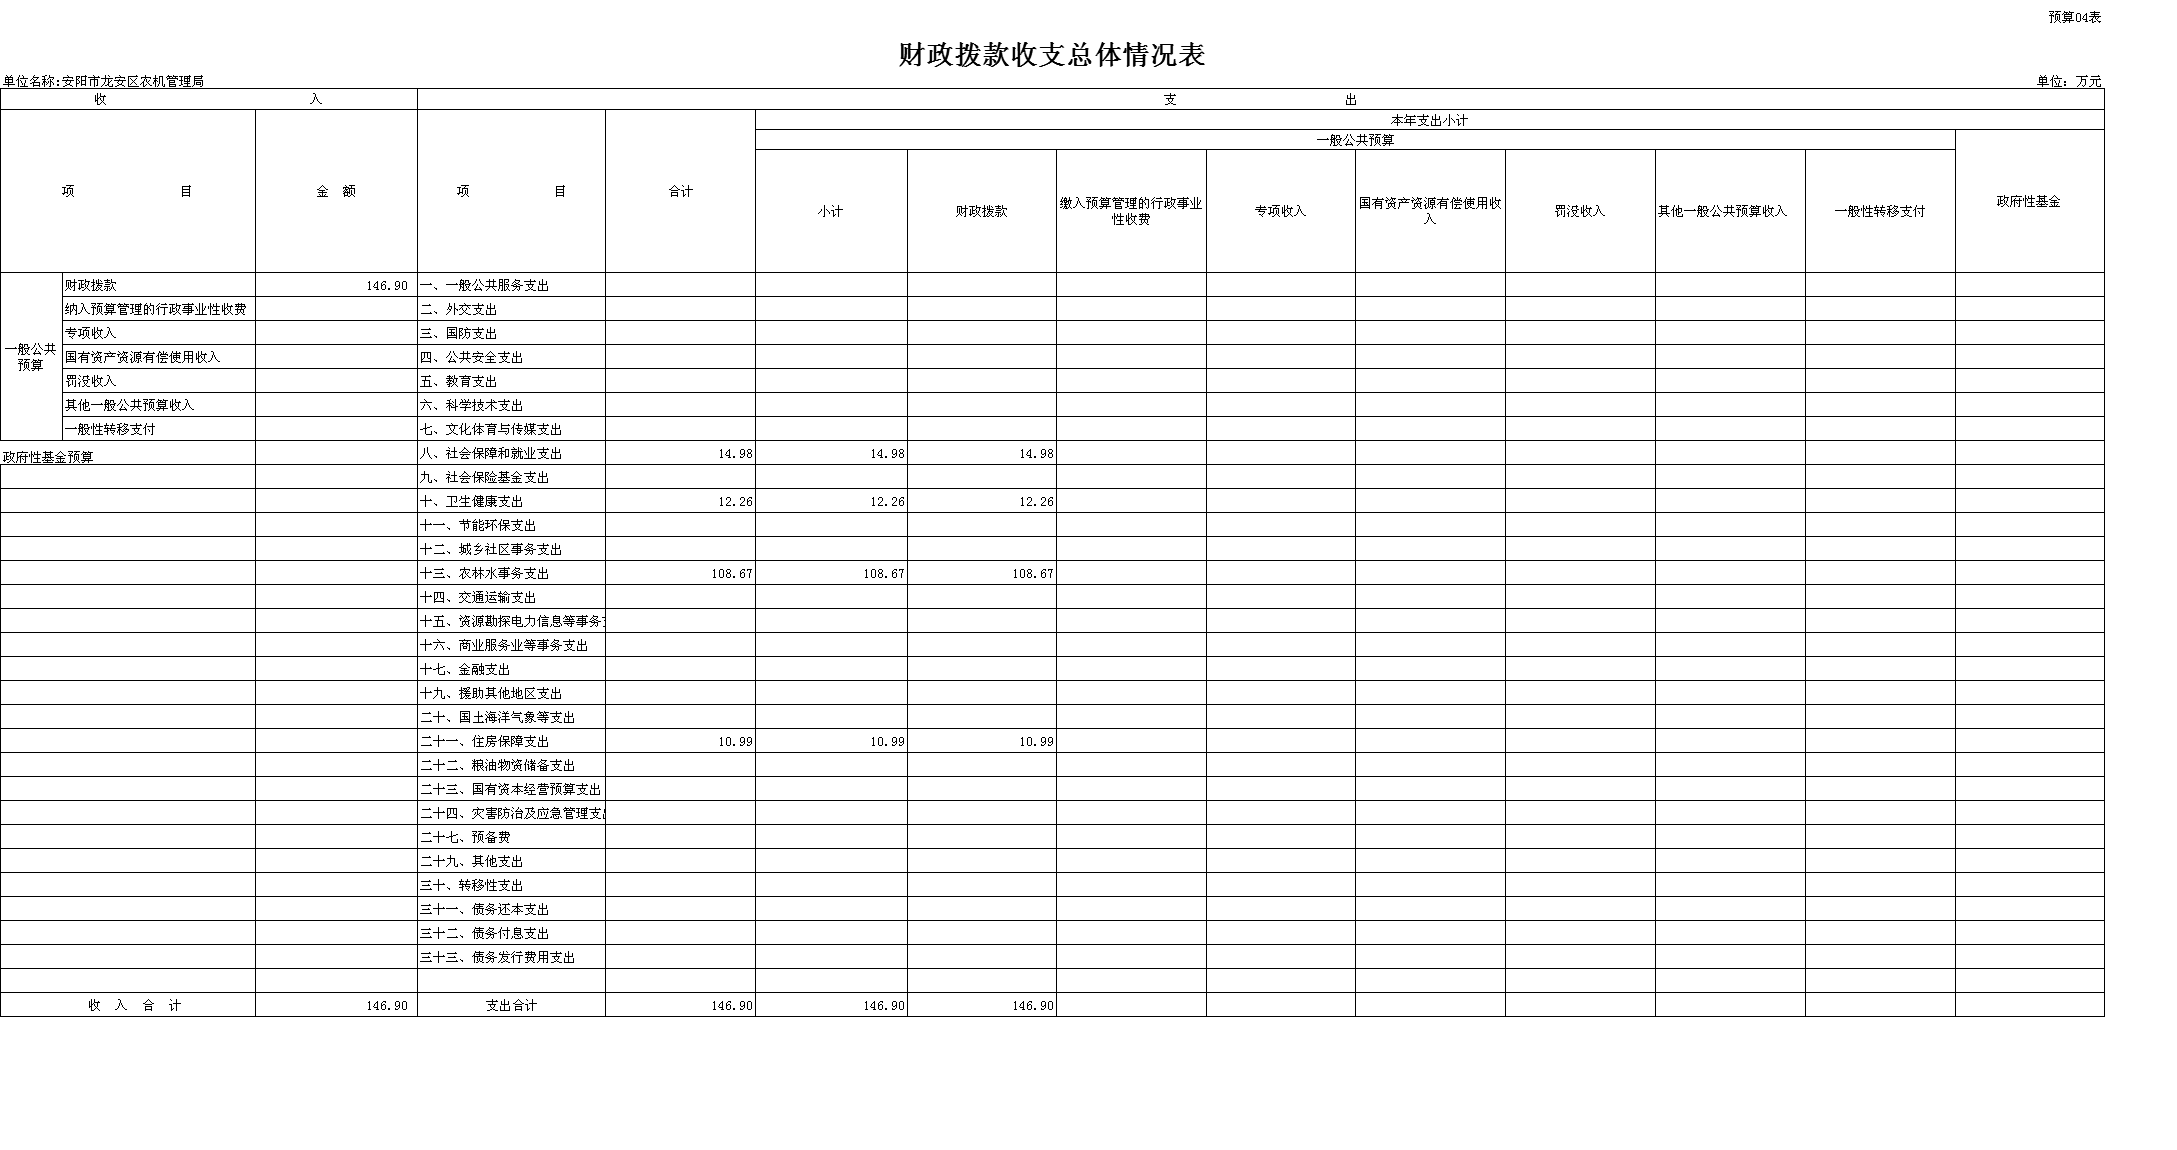 预算04表
财政拨款收支总体情况表
单位名称:安阳市龙安区农机管理局 单位：万元
收 入 支 出
本年支出小计
一般公共预算
项 目 金 额 项 目 合计 政府性基金
小计 财政拨款 缴入预算管理的行政事业 专项收入 国有资产资源有偿使用收 罚没收入 其他一般公共预算收入 一般性转移支付
性收费 入
财政拨款 146.90 一、一般公共服务支出
纳入预算管理的行政事业性收费 二、外交支出
专项收入 三、国防支出
一般公共
预算
国有资产资源有偿使用收入 四、公共安全支出
罚没收入 五、教育支出
其他一般公共预算收入 六、科学技术支出
一般性转移支付 七、文化体育与传媒支出
政府性基金预算 八、社会保障和就业支出 14.98 14.98 14.98
九、社会保险基金支出
十、卫生健康支出 12.26 12.26 12.26
十一、节能环保支出
十二、城乡社区事务支出
十三、农林水事务支出 108.67 108.67 108.67
十四、交通运输支出
十五、资源勘探电力信息等事务
十六、商业服务业等事务支出
十七、金融支出
十九、援助其他地区支出
二十、国土海洋气象等支出
二十一、住房保障支出 10.99 10.99 10.99
二十二、粮油物资储备支出
二十三、国有资本经营预算支出
二十四、灾害防治及应急管理支
二十七、预备费
二十九、其他支出
三十、转移性支出
三十一、债务还本支出
三十二、债务付息支出
三十三、债务发行费用支出
收 入 合 计 146.90 支出合计 146.90 146.90 146.90